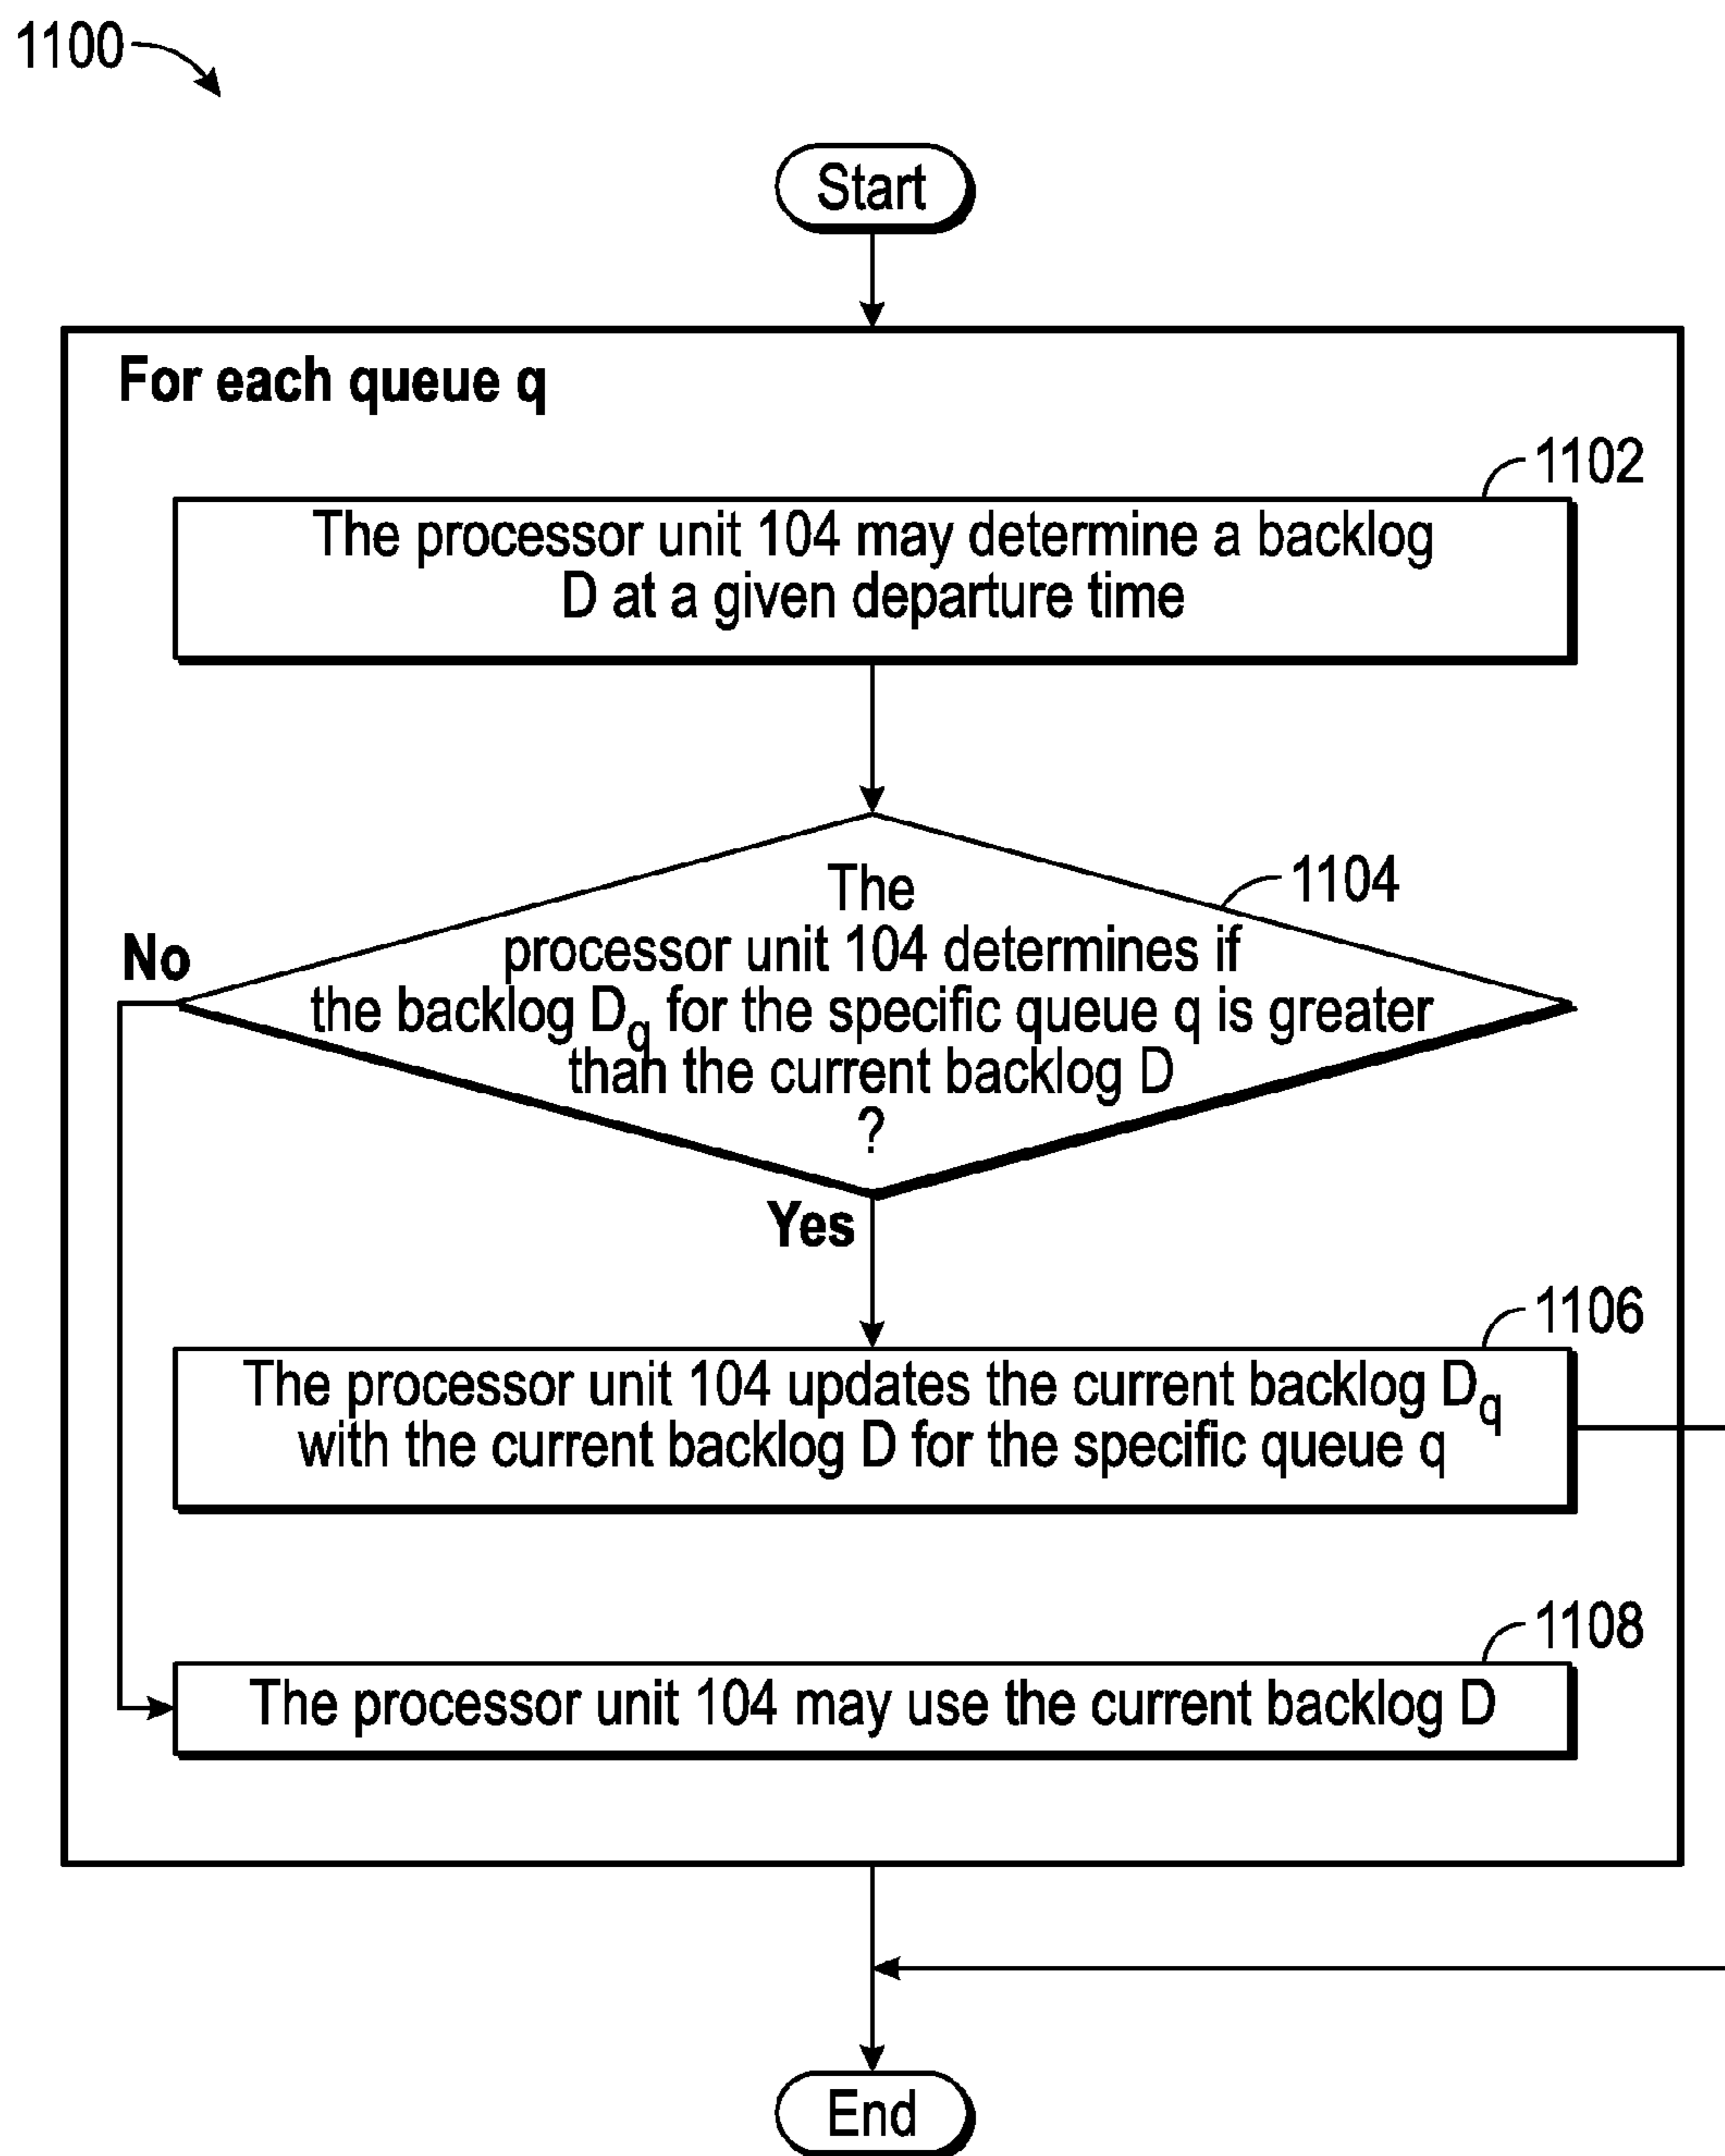 1100
Start
For each queue q
1102
The processor unit 104 may determine a backlog
D at a given departure time
1104
The
processor unit 104 determines if
the backlog Dq for the specific queue q is greater
than the current backlog D
?
No
Yes
1106
The processor unit 104 updates the current backlog Dq
with the current backlog D for the specific queue q
1108
The processor unit 104 may use the current backlog D
End